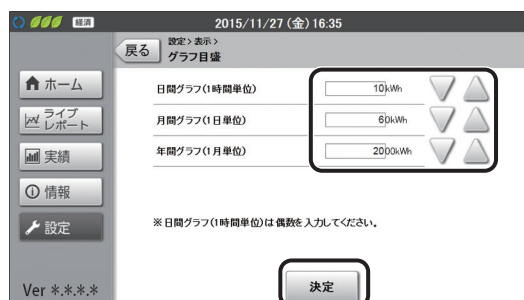 経済 2015/11/27(金)16:35
戻る 設定>表示>
グラフ目盛
ホーム
ライブ
レポート
実績
情報
設定
Ver *.*.*.*
日間グラフ(1時間単位) 10kWh
月間グラフ(1日単位) 60kWh
年間グラフ(1月単位) 2000kWh
※日間グラフ(1時間単位)は偶数を入力してください。
決定